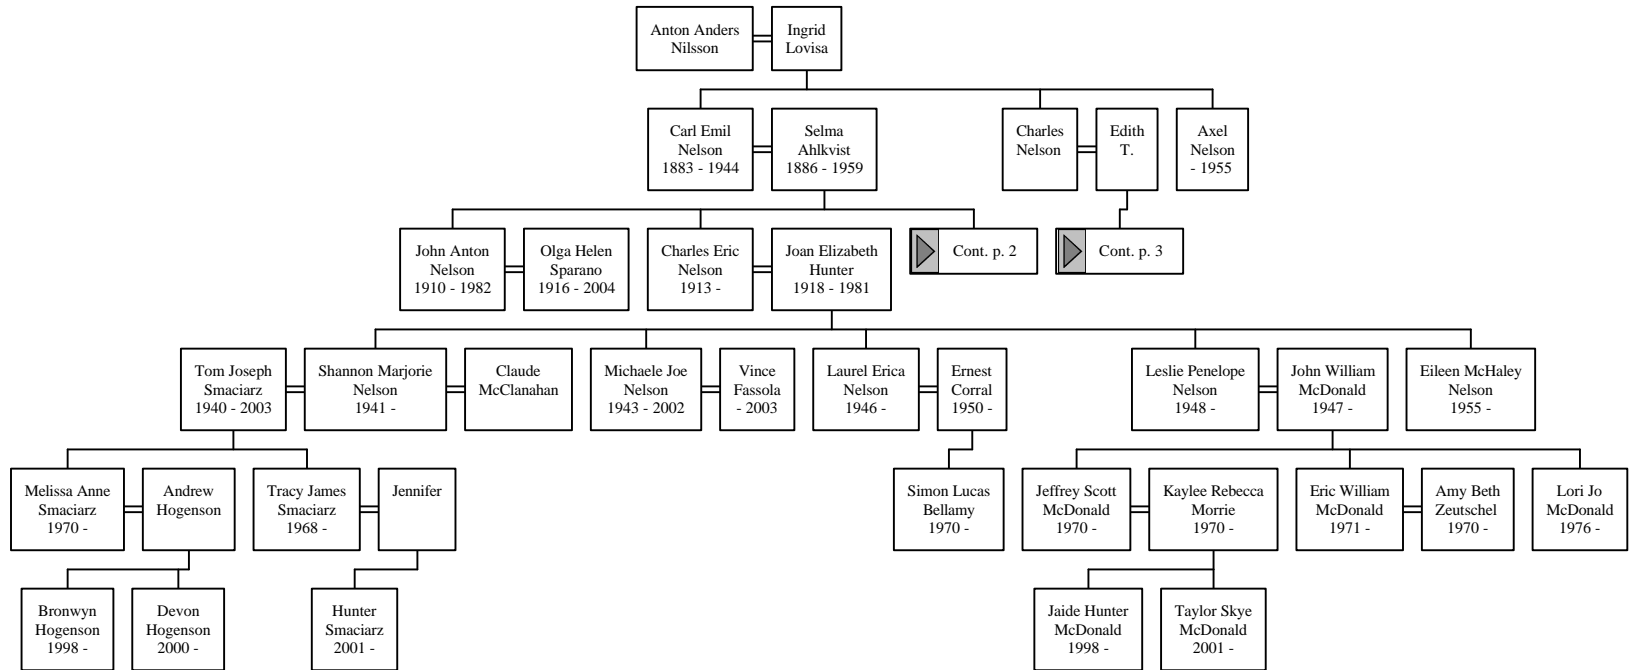 Anton Anders
Nilsson
Ingrid
Lovisa
Carl Emil
Nelson
1883 - 1944
Selma
Ahlkvist
1886 - 1959
Charles
Nelson
Edith
T.
Axel
Nelson
- 1955
John Anton
Nelson
1910 - 1982
Olga Helen
Sparano
1916 - 2004
Charles Eric
Nelson
1913 -
Joan Elizabeth
Hunter
1918 - 1981
Cont. p. 2
Cont. p. 3
Tom Joseph
Smaciarz
1940 - 2003
Shannon Marjorie
Nelson
1941 -
Claude
McClanahan
Michaele Joe
Nelson
1943 - 2002
Vince
Fassola
- 2003
Laurel Erica
Nelson
1946 -
Ernest
Corral
1950 -
Leslie Penelope
Nelson
1948 -
John William
McDonald
1947 -
Eileen McHaley
Nelson
1955 -
Melissa Anne
Smaciarz
1970 -
Andrew
Hogenson
Tracy James
Smaciarz
1968 -
Jennifer
Simon Lucas
Bellamy
1970 -
Jeffrey Scott
McDonald
1970 -
Kaylee Rebecca
Morrie
1970 -
Eric William
McDonald
1971 -
Amy Beth
Zeutschel
1970 -
Lori Jo
McDonald
1976 -
Bronwyn
Hogenson
1998 -
Devon
Hogenson
2000 -
Hunter
Smaciarz
2001 -
Jaide Hunter
McDonald
1998 -
Taylor Skye
McDonald
2001 -